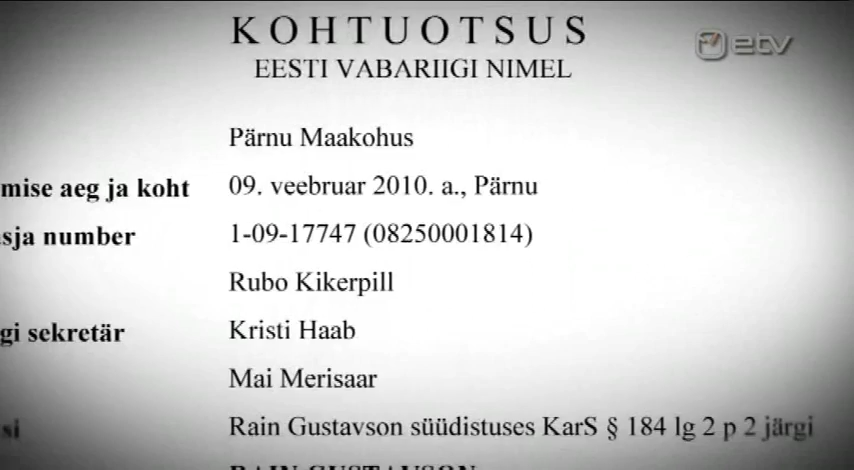 KOHTUOTSUS
etv
EESTI VABARIIGI NIMEL
Pärnu Maakohus
mise aeg ja koht 09. veebruar 2010. a., Pärnu
sja number 1-09-17747 (08250001814)
Rubo Kikerpill
gi sekretär Kristi Haab
Mai Merisaar
si Rain Gustavson süüdistuses KarS § 184 lg 2 p 2 järgi
RAIN GUSTAVSON